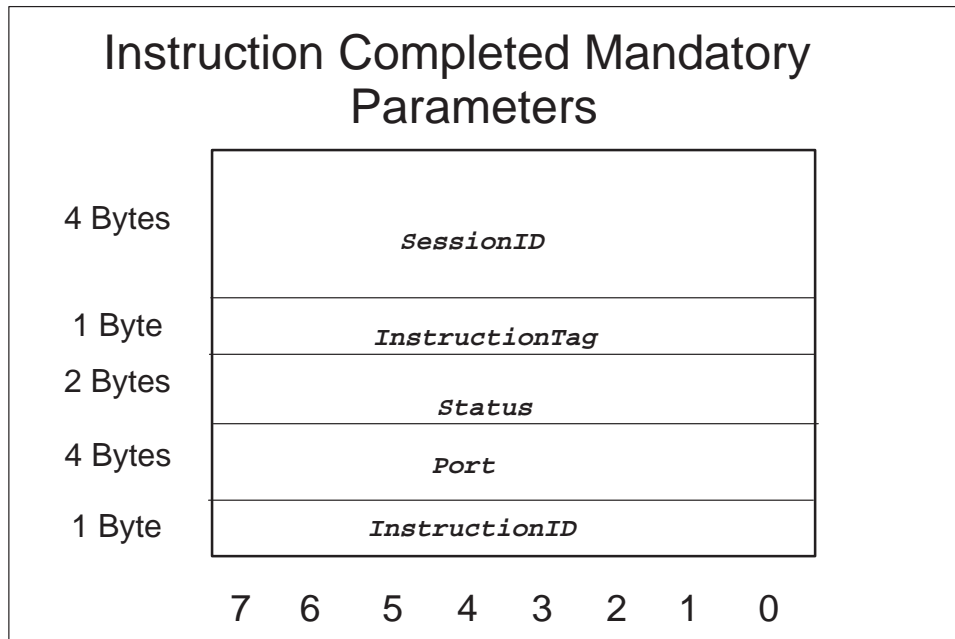 Instruction Completed Mandatory
Parameters
4 Bytes
SessionID
1 Byte
InstructionTag
2 Bytes
Status
4 Bytes
Port
1 Byte
InstructionID
7 6 5 4 3 2 1 0